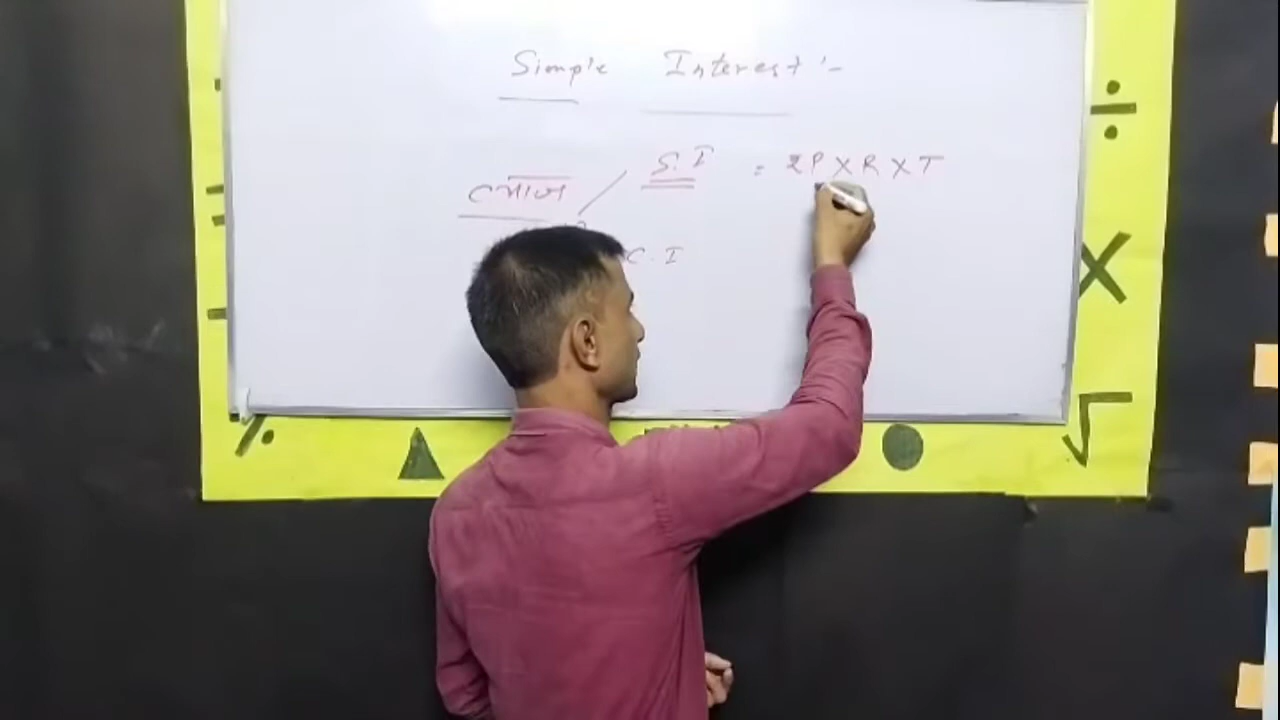 Simple Interest :-
S.I = P X R X T
C.I